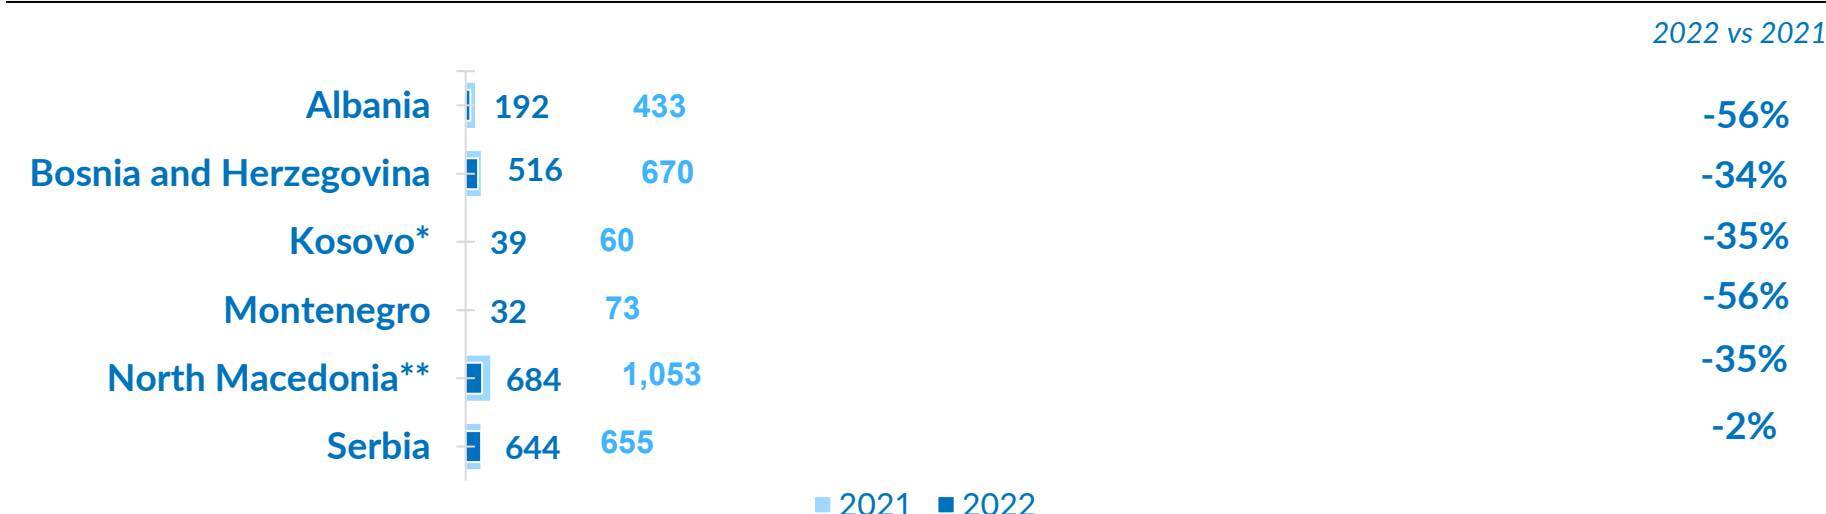 2022 vs 2021
Albania 192 433 -56%
Bosnia and Herzegovina 516 670 -34%
Kosovo* 39 60 -35%
Montenegro 32 73 -56%
North Macedonia** 684 1,053 -35%
Serbia 644 655 -2%
2021 2022